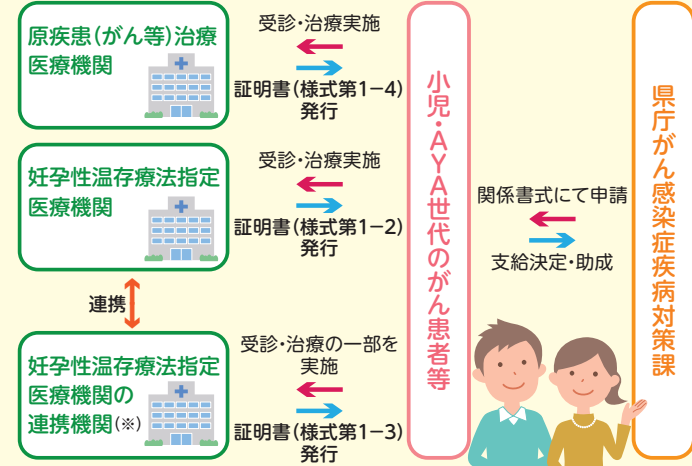 原疾患(がん等)治療
医療機関
受診・治療実施
証明書(様式第1−4)
発行
妊孕性温存療法指定
医療機関
受診・治療実施
証明書(様式第1−2)
発行
連携
妊孕性温存療法指定
医療機関の
連携機関(※)
受診・治療の一部を
実施
証明書(様式第1−3)
発行
小児・AYA世代のがん患者等
関係書式にて申請
支給決定・助成
県庁がん感染症疾病対策課